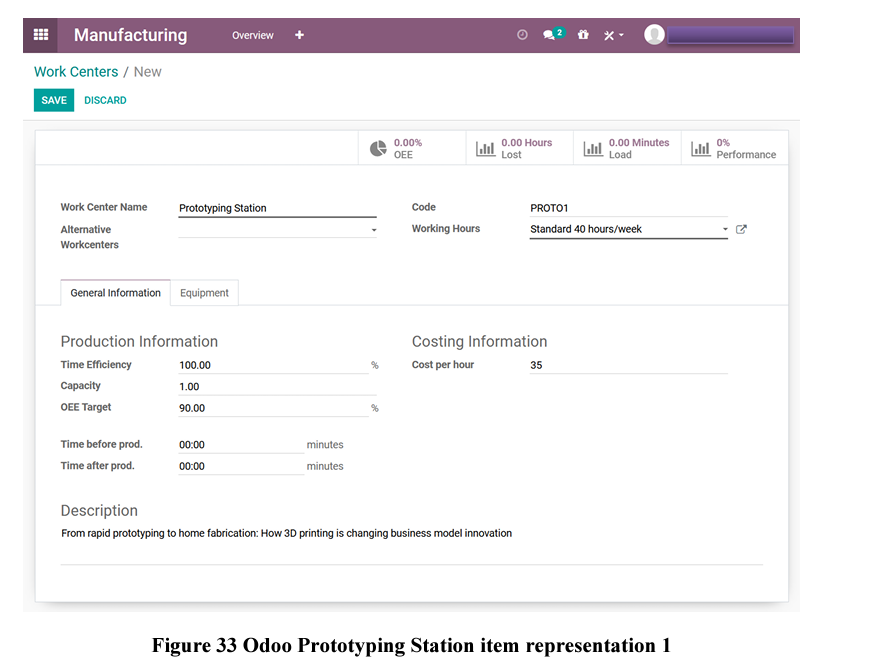 Manufacturing Overview + 2
Work Centers / New
SAVE DISCARD
0.00% OEE
0.00 Hours Lost
0.00 Minutes Load
0% Performance
Work Center Name Prototyping Station
Code PROTO1
Alternative Workcenters
Working Hours Standard 40 hours/week
General Information Equipment
Production Information
Costing Information
Time Efficiency 100.00 %
Cost per hour 35
Capacity 1.00
OEE Target 90.00 %
Time before prod. 00:00 minutes
Time after prod. 00:00 minutes
Description
From rapid prototyping to home fabrication: How 3D printing is changing business model innovation
Figure 33 Odoo Prototyping Station item representation 1